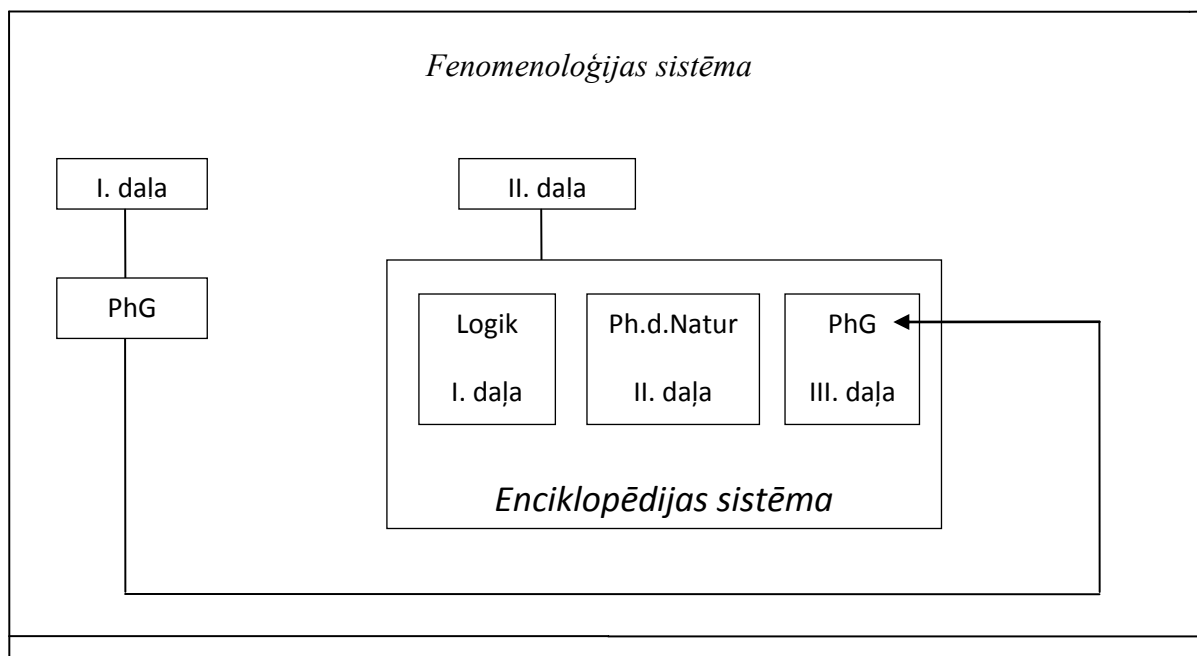 Fenomenoloģijas sistēma
I. daļa
II. daļa
PhG
Logik
I. daļa
Ph.d.Natur
II. daļa
PhG
III. daļa
Enciklopēdijas sistēma